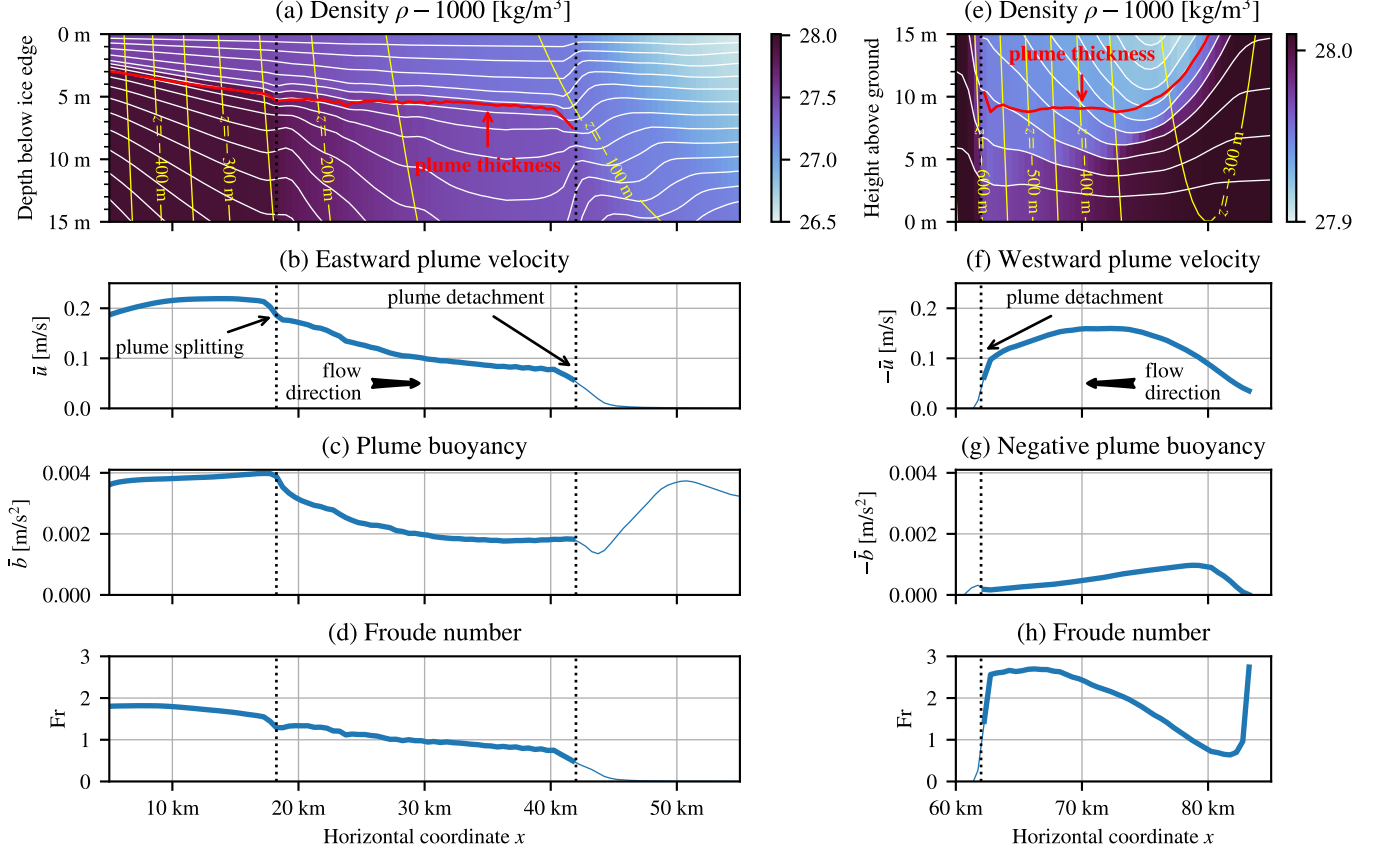 (a) Density ρ − 1000 [kg/m³]
0 m
5 m
10 m
15 m
Depth below ice edge
z = −400 m
z = −300 m
z = −200 m
z = −100 m
plume thickness
28.0
27.5
27.0
26.5
(e) Density ρ − 1000 [kg/m³]
15 m
10 m
5 m
0 m
Height above ground
plume thickness
z = −600 m
z = −500 m
z = −400 m
z = −300 m
28.0
27.9
(b) Eastward plume velocity
0.2
0.1
0.0
ū [m/s]
plume splitting
plume detachment
flow
direction
(f) Westward plume velocity
0.2
0.1
0.0
−ū [m/s]
plume detachment
flow
direction
(c) Plume buoyancy
0.004
0.002
0.000
b̄ [m/s²]
(g) Negative plume buoyancy
0.004
0.002
0.000
−b̄ [m/s²]
(d) Froude number
3
2
1
0
Fr
10 km
20 km
30 km
40 km
50 km
Horizontal coordinate x
(h) Froude number
3
2
1
0
Fr
60 km
70 km
80 km
Horizontal coordinate x